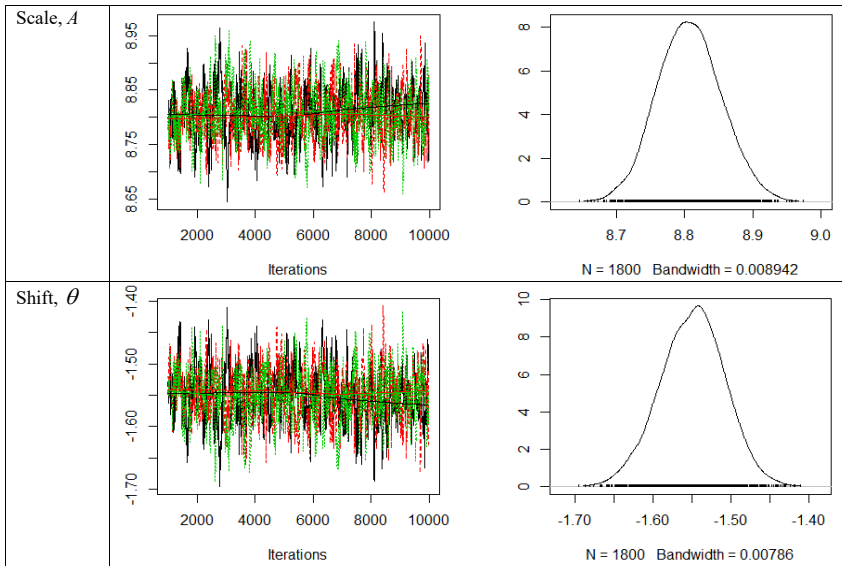 Scale, A
8.65 8.75 8.85 8.95
2000 4000 6000 8000 10000
Iterations
0 2 4 6 8
8.7 8.8 8.9 9.0
N = 1800 Bandwidth = 0.008942
Shift, θ
-1.70 -1.60 -1.50 -1.40
2000 4000 6000 8000 10000
Iterations
0 2 4 6 8 10
-1.70 -1.60 -1.50 -1.40
N = 1800 Bandwidth = 0.00786